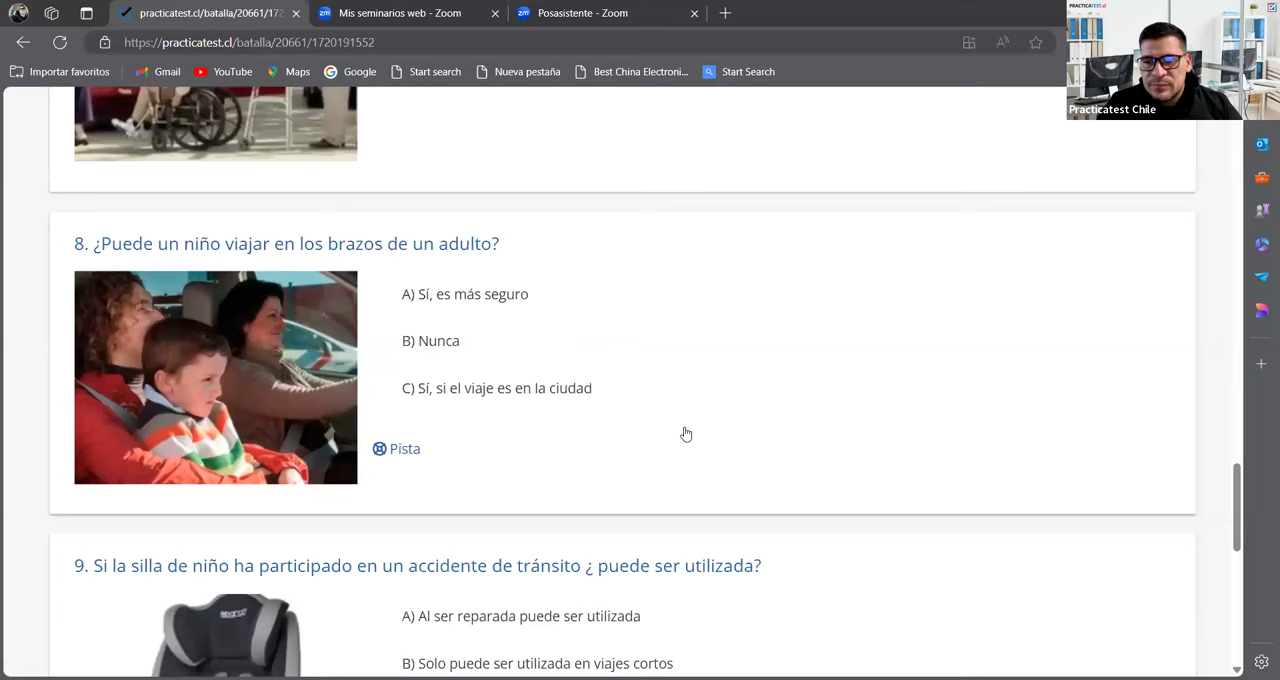 practicatest.cl/batalla/20661/172
Mis seminarios web - Zoom
Posasistente - Zoom
https://practicatest.cl/batalla/20661/1720191552
Importar favoritos
Gmail
YouTube
Maps
Google
Start search
Nueva pestaña
Best China Electroni...
Start Search
PRACTICATEST.cl
Practicatest Chile
8. ¿Puede un niño viajar en los brazos de un adulto?
A) Sí, es más seguro
B) Nunca
C) Sí, si el viaje es en la ciudad
Pista
9. Si la silla de niño ha participado en un accidente de tránsito ¿ puede ser utilizada?
A) Al ser reparada puede ser utilizada
B) Solo puede ser utilizada en viajes cortos